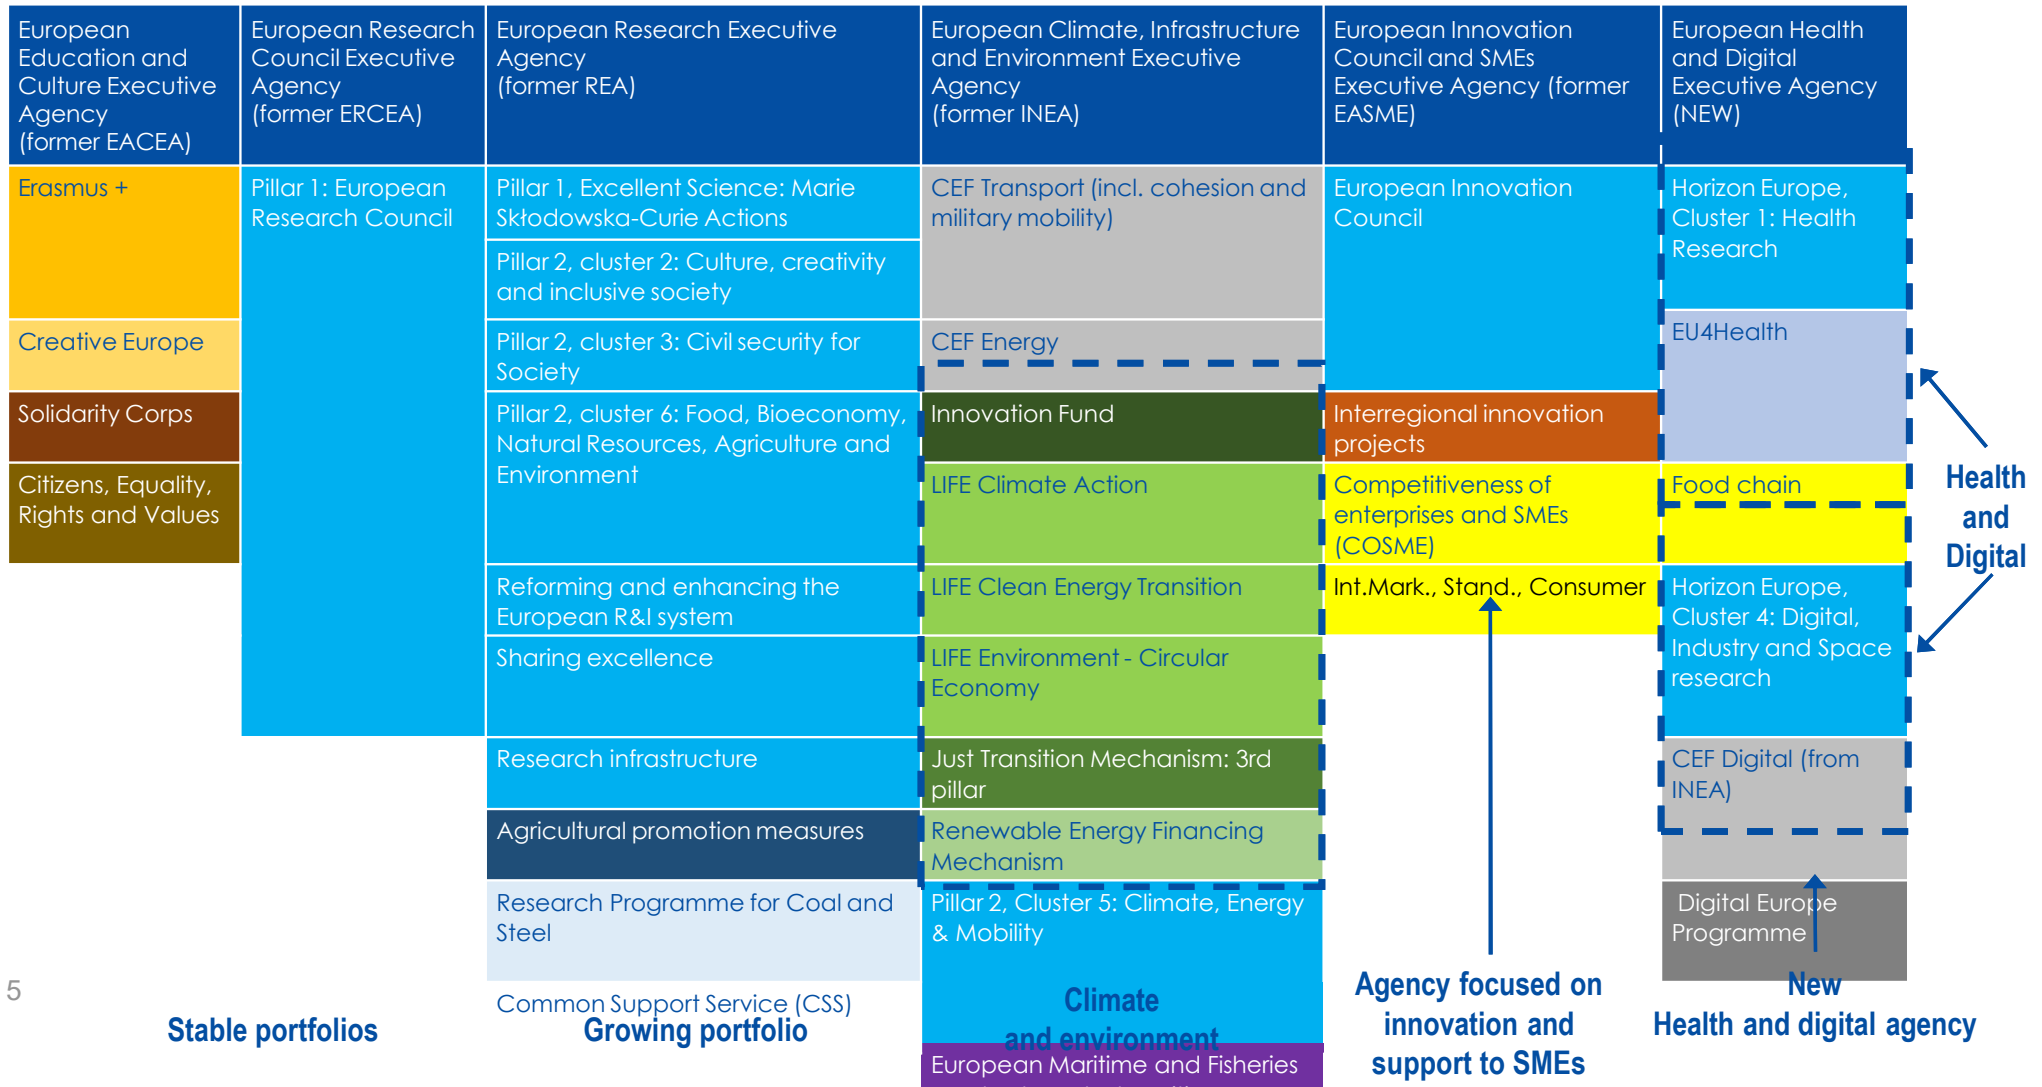 European
Education and
Culture Executive
Agency
(former EACEA)
European Research
Council Executive
Agency
(former ERCEA)
European Research Executive
Agency
(former REA)
European Climate, Infrastructure
and Environment Executive
Agency
(former INEA)
European Innovation
Council and SMEs
Executive Agency (former
EASME)
European Health
and Digital
Executive Agency
(NEW)
Erasmus +
Creative Europe
Solidarity Corps
Citizens, Equality,
Rights and Values
Pillar 1: European
Research Council
Pillar 1, Excellent Science: Marie
Skłodowska-Curie Actions
Pillar 2, cluster 2: Culture, creativity
and inclusive society
Pillar 2, cluster 3: Civil security for
Society
Pillar 2, cluster 6: Food, Bioeconomy,
Natural Resources, Agriculture and
Environment
Reforming and enhancing the
European R&I system
Sharing excellence
Research infrastructure
Agricultural promotion measures
Research Programme for Coal and
Steel
Common Support Service (CSS)
CEF Transport (incl. cohesion and
military mobility)
CEF Energy
Innovation Fund
LIFE Climate Action
LIFE Clean Energy Transition
LIFE Environment - Circular
Economy
Just Transition Mechanism: 3rd
pillar
Renewable Energy Financing
Mechanism
Pillar 2, Cluster 5: Climate, Energy
& Mobility
European Maritime and Fisheries
European Innovation
Council
Interregional innovation
projects
Competitiveness of
enterprises and SMEs
(COSME)
Int.Mark., Stand., Consumer
Horizon Europe,
Cluster 1: Health
Research
EU4Health
Food chain
Horizon Europe,
Cluster 4: Digital,
Industry and Space
research
CEF Digital (from
INEA)
Digital Europe
Programme
Health
and
Digital
5
Stable portfolios
Growing portfolio
Climate
and environment
Agency focused on
innovation and
support to SMEs
New
Health and digital agency